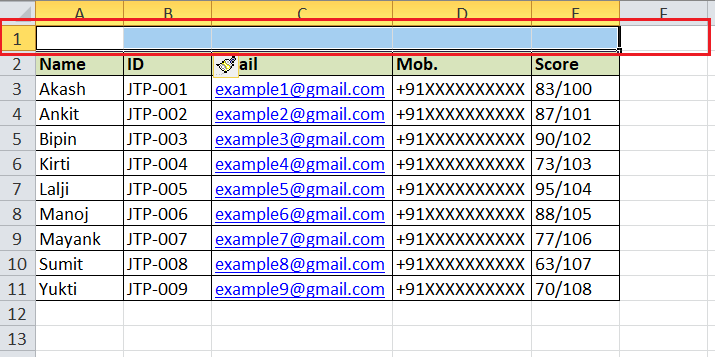 A B C D E F
1
2 Name ID ail Mob. Score
3 Akash JTP-001 example1@gmail.com +91XXXXXXXXXX 83/100
4 Ankit JTP-002 example2@gmail.com +91XXXXXXXXXX 87/101
5 Bipin JTP-003 example3@gmail.com +91XXXXXXXXXX 90/102
6 Kirti JTP-004 example4@gmail.com +91XXXXXXXXXX 73/103
7 Lalji JTP-005 example5@gmail.com +91XXXXXXXXXX 95/104
8 Manoj JTP-006 example6@gmail.com +91XXXXXXXXXX 88/105
9 Mayank JTP-007 example7@gmail.com +91XXXXXXXXXX 77/106
10 Sumit JTP-008 example8@gmail.com +91XXXXXXXXXX 63/107
11 Yukti JTP-009 example9@gmail.com +91XXXXXXXXXX 70/108
12
13